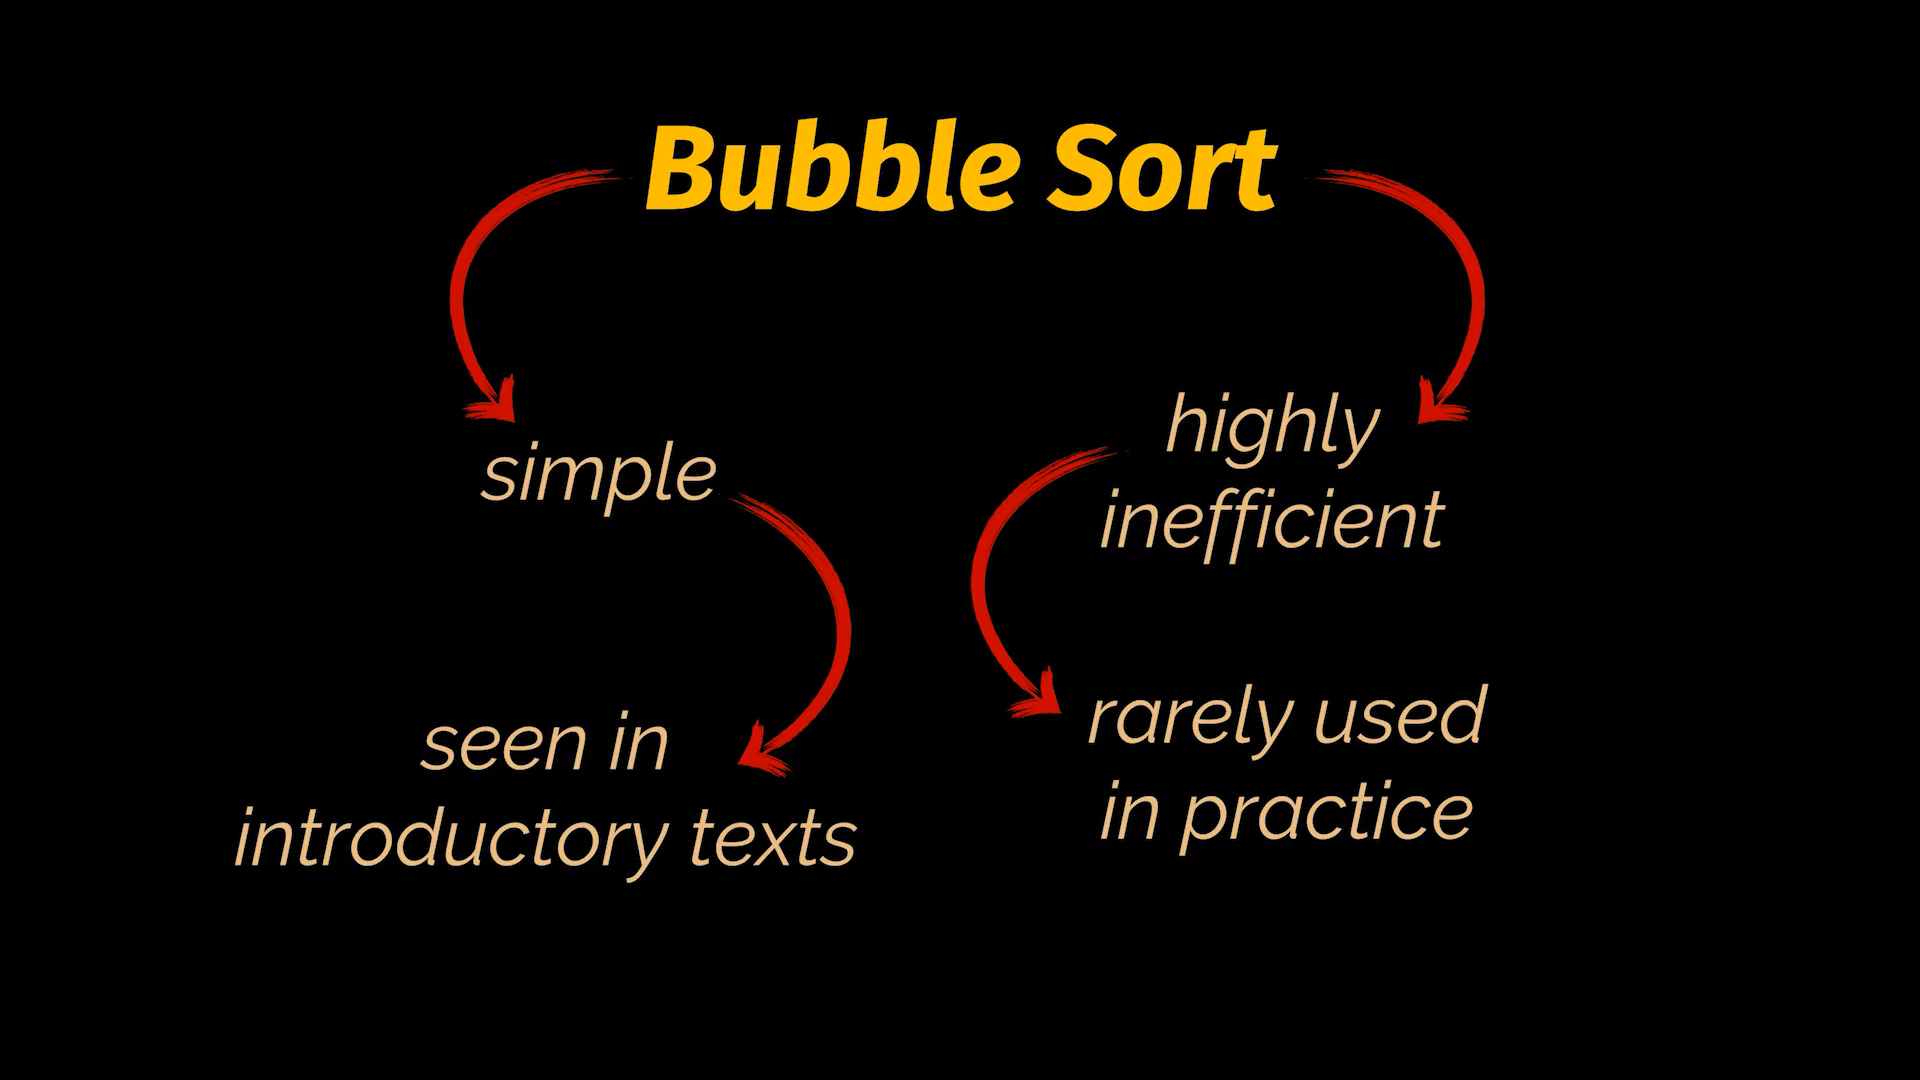 Bubble Sort
simple
seen in
introductory texts
highly
inefficient
rarely used
in practice